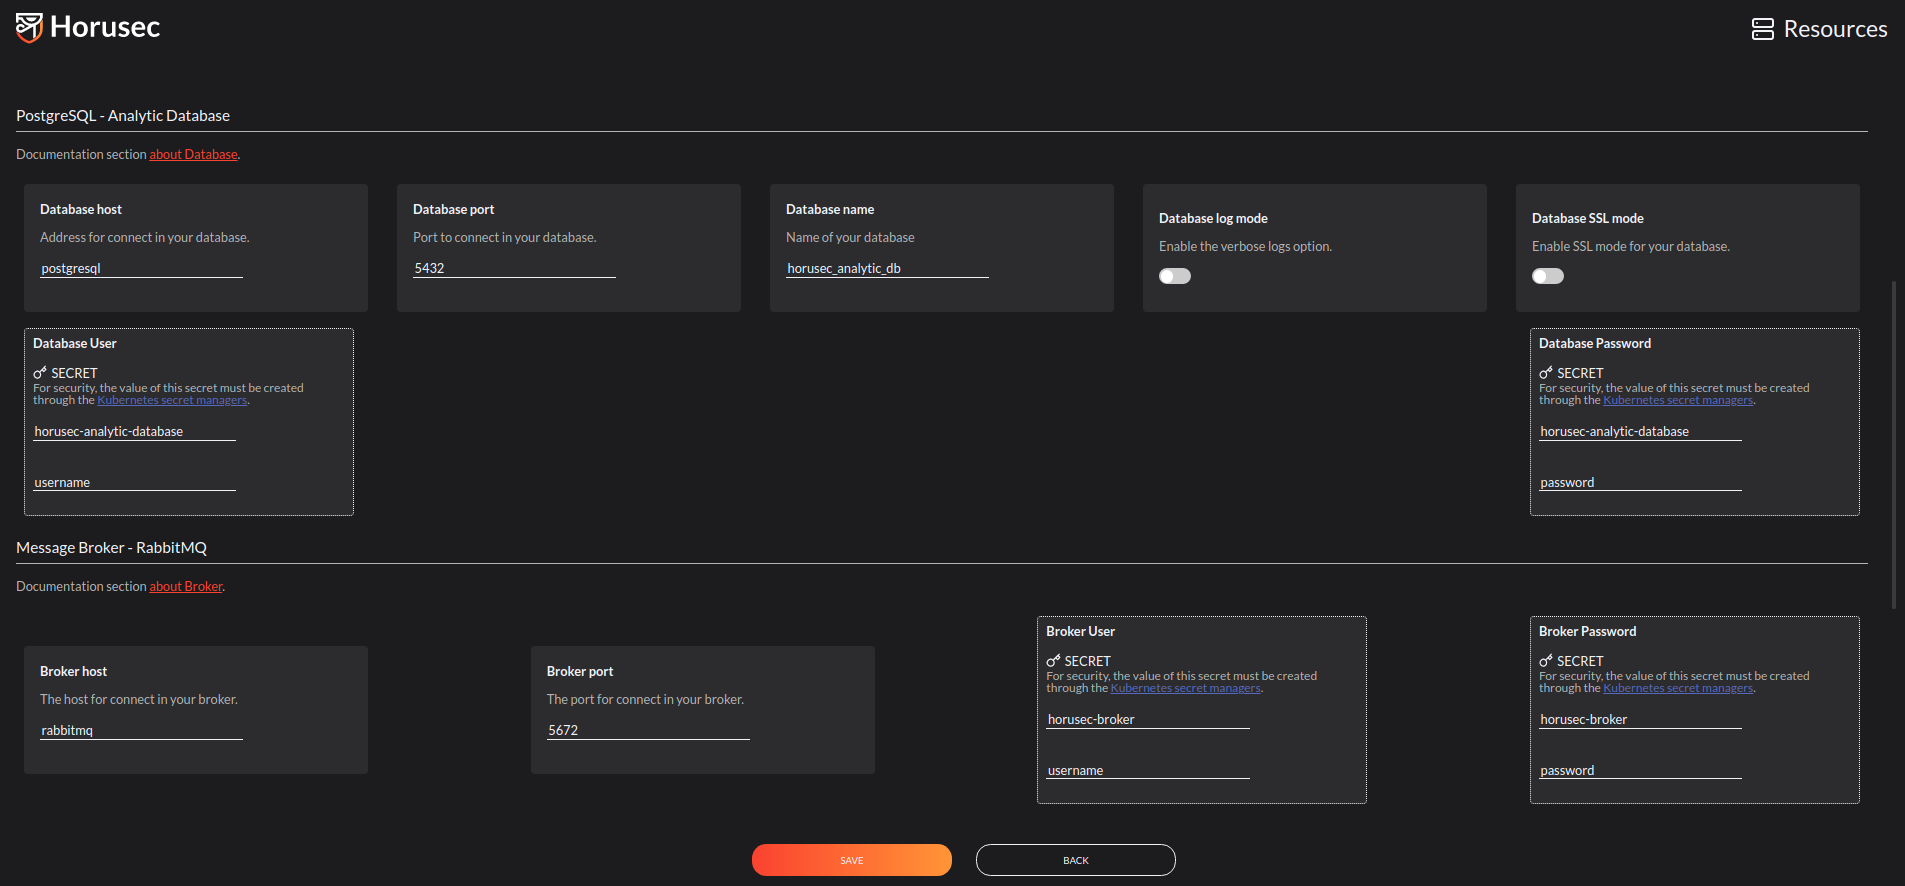 Horusec
Resources
PostgreSQL - Analytic Database
Documentation section about Database.
Database host
Address for connect in your database.
postgresql
Database port
Port to connect in your database.
5432
Database name
Name of your database
horusec_analytic_db
Database log mode
Enable the verbose logs option.
Database SSL mode
Enable SSL mode for your database.
Database User
SECRET
For security, the value of this secret must be created
through the Kubernetes secret managers.
horusec-analytic-database
username
Database Password
SECRET
For security, the value of this secret must be created
through the Kubernetes secret managers.
horusec-analytic-database
password
Message Broker - RabbitMQ
Documentation section about Broker.
Broker host
The host for connect in your broker.
rabbitmq
Broker port
The port for connect in your broker.
5672
Broker User
SECRET
For security, the value of this secret must be created
through the Kubernetes secret managers.
horusec-broker
username
Broker Password
SECRET
For security, the value of this secret must be created
through the Kubernetes secret managers.
horusec-broker
password
SAVE
BACK